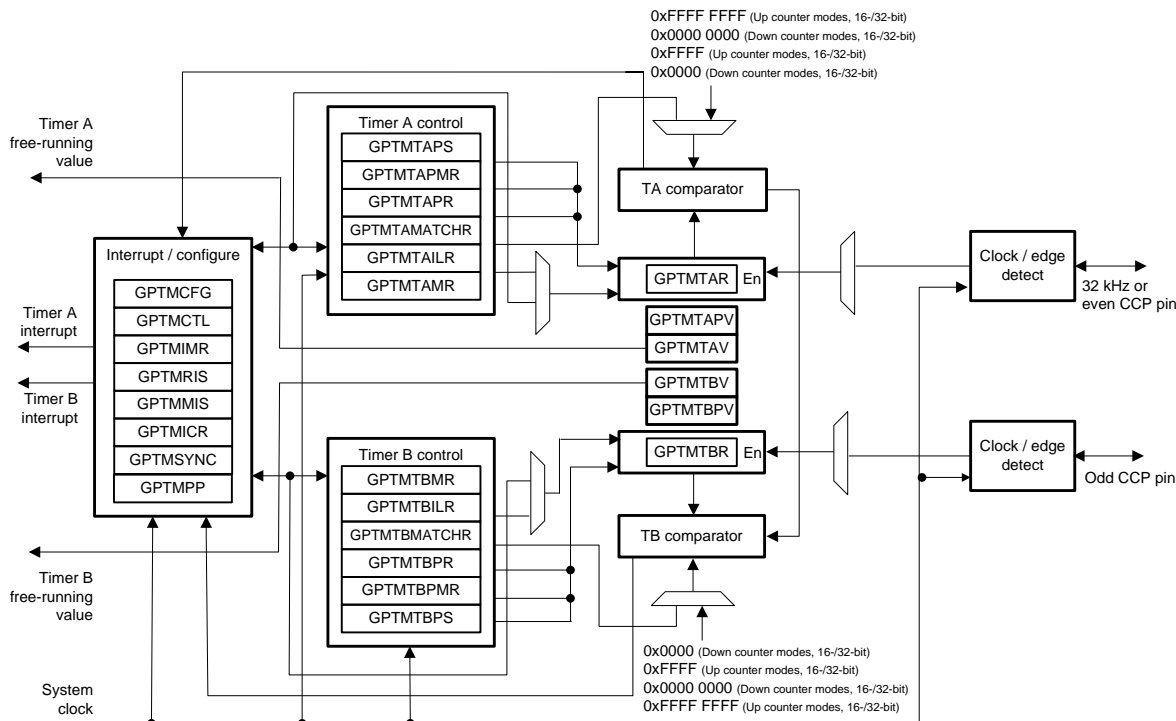 0xFFFF FFFF (Up counter modes, 16-/32-bit)
0x0000 0000 (Down counter modes, 16-/32-bit)
0xFFFF (Up counter modes, 16-/32-bit)
0x0000 (Down counter modes, 16-/32-bit)
Timer A
free-running
value
Timer A control
GPTMTAPS
GPTMTAPMR
GPTMTAPR
GPTMTAMATCHR
GPTMTAILR
GPTMTAMR
TA comparator
GPTMTAR
En
Clock / edge
detect
32 kHz or
even CCP pin
Interrupt / configure
GPTMCFG
GPTMCTL
GPTMIMR
GPTMRIS
GPTMMIS
GPTMICR
GPTMSYNC
GPTMPP
Timer A
interrupt
Timer B
interrupt
GPTMTAPV
GPTMTAV
GPTMTBV
GPTMTBPV
Timer B control
GPTMTBMR
GPTMTBILR
GPTMTBMATCHR
GPTMTBPR
GPTMTBPMR
GPTMTBPS
GPTMTBR
En
Clock / edge
detect
Odd CCP pin
TB comparator
Timer B
free-running
value
0x0000 (Down counter modes, 16-/32-bit)
0xFFFF (Up counter modes, 16-/32-bit)
0x0000 0000 (Down counter modes, 16-/32-bit)
0xFFFF FFFF (Up counter modes, 16-/32-bit)
System
clock